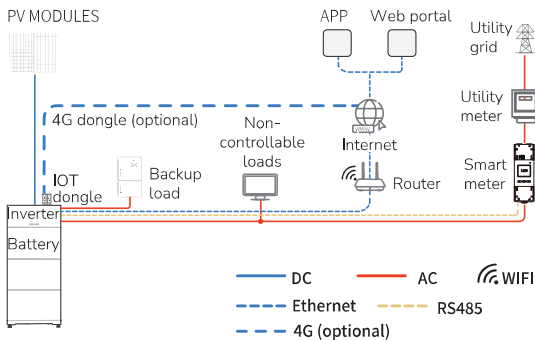 PV MODULES
APP
Web portal
Utility
grid
4G dongle (optional)
Non-
controllable
loads
Internet
Utility
meter
IOT
dongle
Backup
load
Router
Smart
meter
Inverter
Battery
DC
AC
WIFI
Ethernet
RS485
4G (optional)